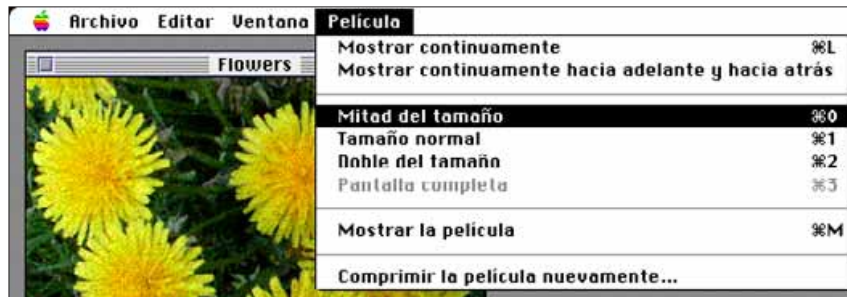 Archivo Editar Ventana Película
Flowers
Mostrar continuamente ⌘L
Mostrar continuamente hacia adelante y hacia atrás
Mitad del tamaño ⌘0
Tamaño normal ⌘1
Doble del tamaño ⌘2
Pantalla completa ⌘3
Mostrar la película ⌘M
Comprimir la película nuevamente...